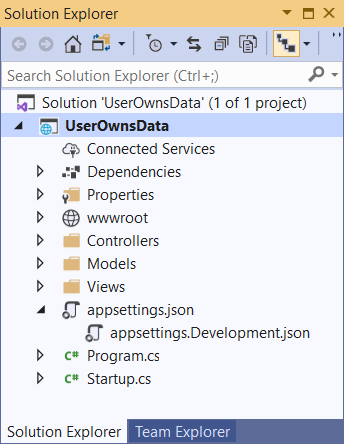 Solution Explorer
Search Solution Explorer (Ctrl+;)
Solution 'UserOwnsData' (1 of 1 project)
UserOwnsData
Connected Services
Dependencies
Properties
wwwroot
Controllers
Models
Views
appsettings.json
appsettings.Development.json
C# Program.cs
C# Startup.cs
Solution Explorer Team Explorer